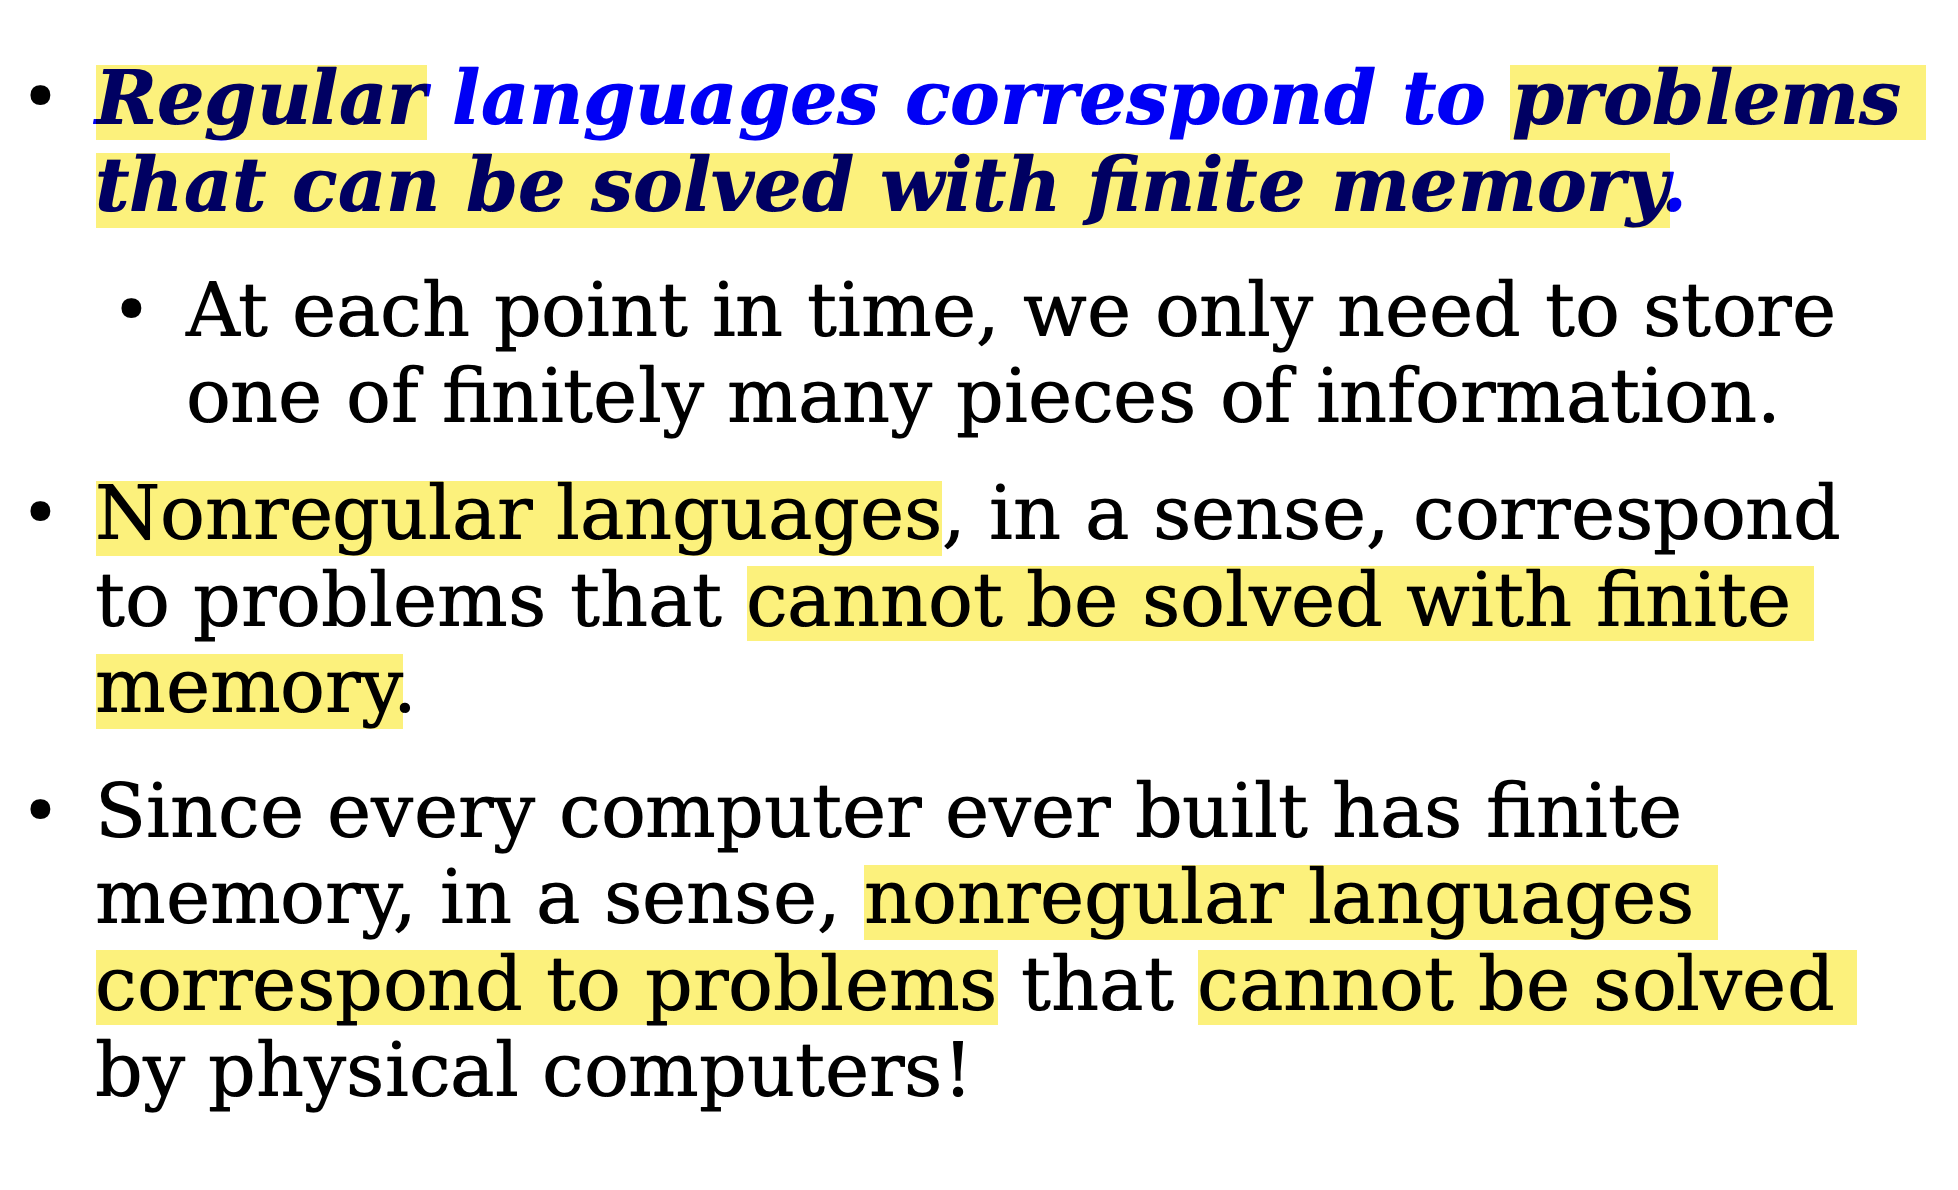 • Regular languages correspond to problems
that can be solved with finite memory.
• At each point in time, we only need to store
one of finitely many pieces of information.
• Nonregular languages, in a sense, correspond
to problems that cannot be solved with finite
memory.
• Since every computer ever built has finite
memory, in a sense, nonregular languages
correspond to problems that cannot be solved
by physical computers!